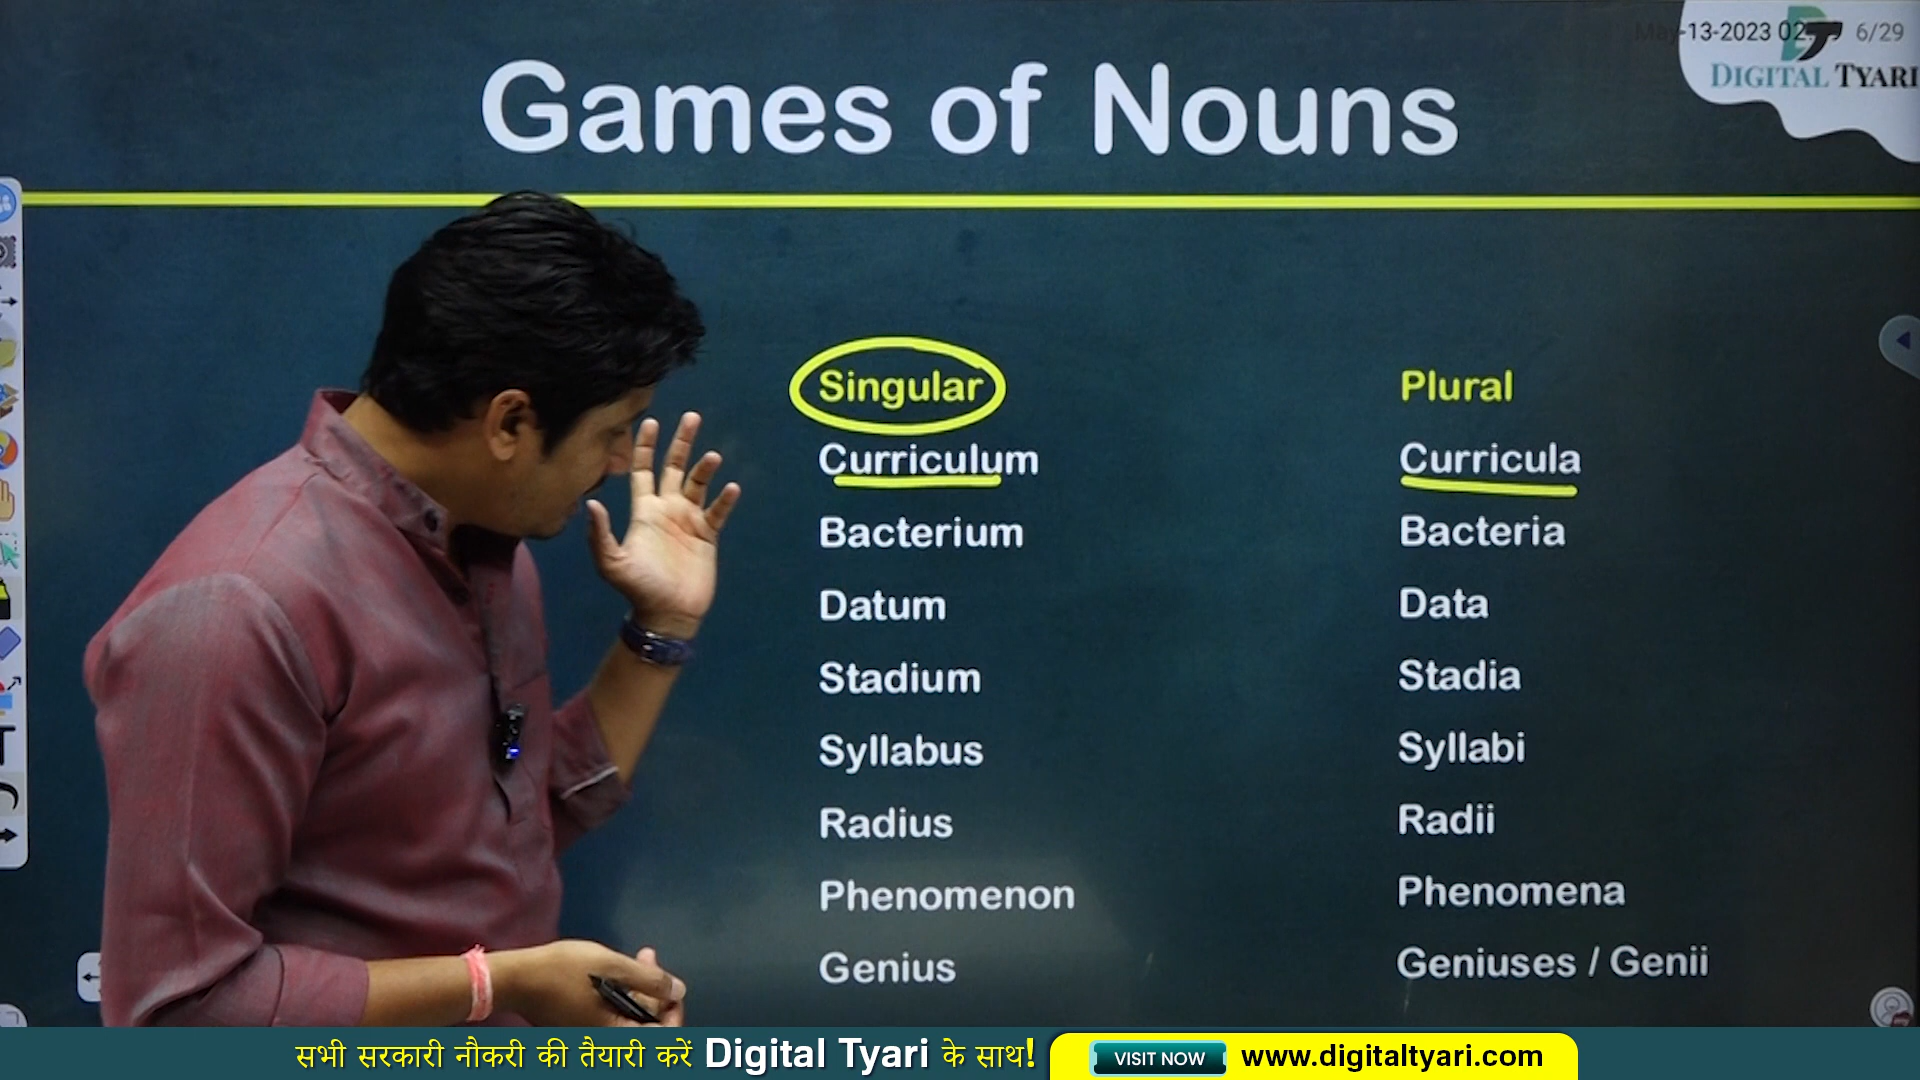 May-13-2023 02: 6/29
DIGITAL TYARI
Games of Nouns
Singular Plural
Curriculum Curricula
Bacterium Bacteria
Datum Data
Stadium Stadia
Syllabus Syllabi
Radius Radii
Phenomenon Phenomena
Genius Geniuses / Genii
सभी सरकारी नौकरी की तैयारी करें Digital Tyari के साथ! VISIT NOW www.digitaltyari.com